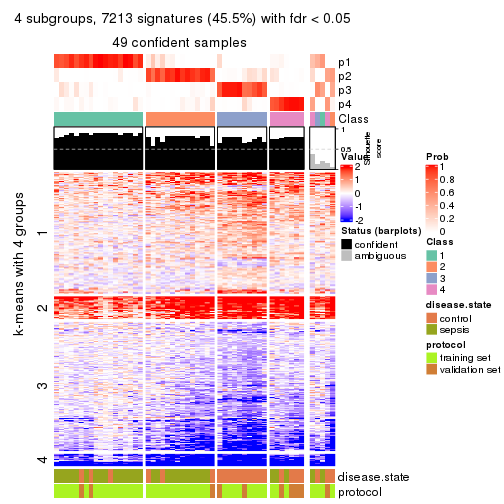 4 subgroups, 7213 signatures (45.5%) with fdr < 0.05
49 confident samples
p1
p2
p3
p4
Class
1
0.5
0
Silhouette
score
k-means with 4 groups
1
2
3
4
disease.state
protocol
Value
2
1
0
-1
-2
Status (barplots)
confident
ambiguous
Prob
1
0.8
0.6
0.4
0.2
0
Class
1
2
3
4
disease.state
control
sepsis
protocol
training set
validation set